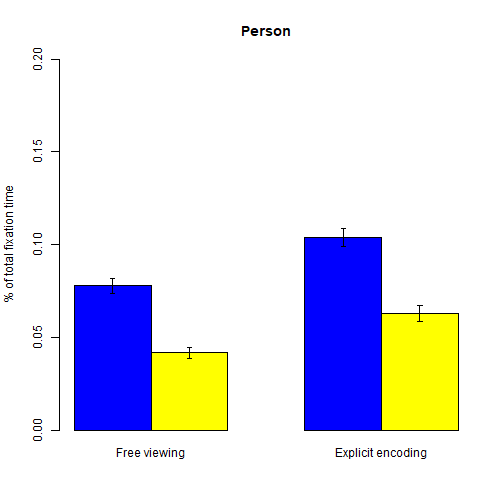 Person
% of total fixation time
0.20
0.15
0.10
0.05
0.00
Free viewing
Explicit encoding